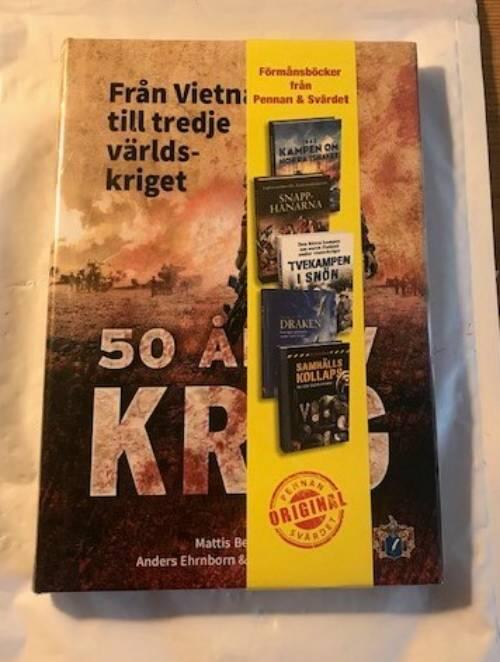 Från Vietna
till tredje
världs-
kriget
50 Å
KR
Mattis Be
Anders Ehrnborn &
Förmånsböcker
från
Pennan & Svärdet
KAMPEN OM
SNAPP-
HANARNA
TVEKAMPEN
I SNÖN
DRAKEN
SAMHÄLLS
KOLLAPS
PENNAN
ORIGINAL
SVÄRDET